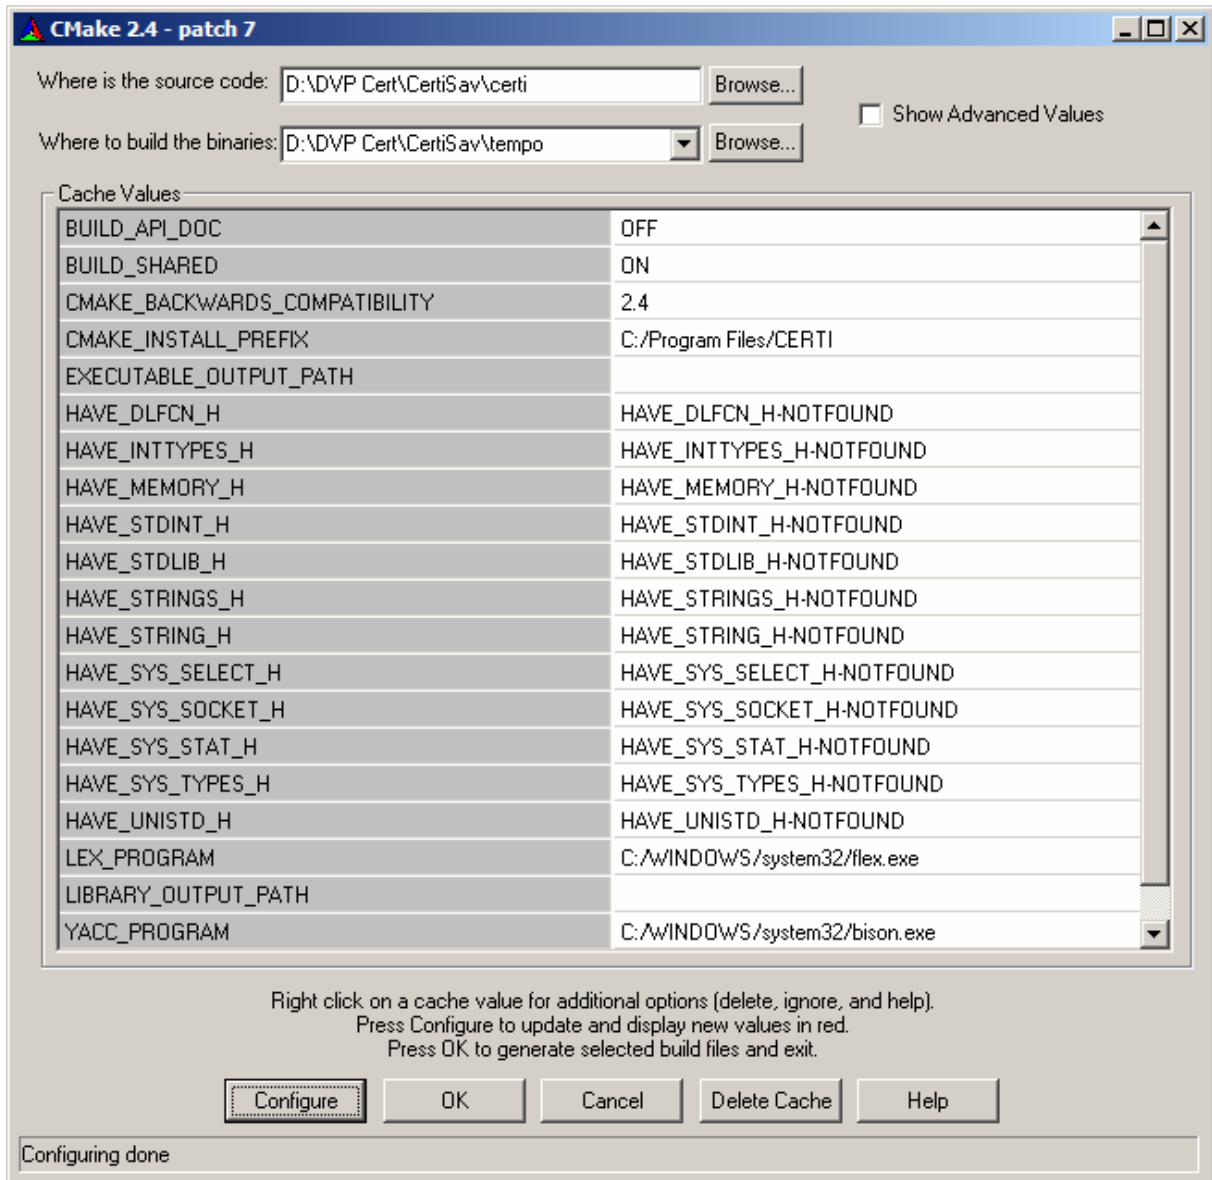 CMake 2.4 - patch 7
Where is the source code: D:\DVP Cert\CertiSav\certi Browse...
Show Advanced Values
Where to build the binaries: D:\DVP Cert\CertiSav\tempo Browse...
Cache Values
BUILD_API_DOC OFF
BUILD_SHARED ON
CMAKE_BACKWARDS_COMPATIBILITY 2.4
CMAKE_INSTALL_PREFIX C:/Program Files/CERTI
EXECUTABLE_OUTPUT_PATH
HAVE_DLFCN_H HAVE_DLFCN_H-NOTFOUND
HAVE_INTTYPES_H HAVE_INTTYPES_H-NOTFOUND
HAVE_MEMORY_H HAVE_MEMORY_H-NOTFOUND
HAVE_STDINT_H HAVE_STDINT_H-NOTFOUND
HAVE_STDLIB_H HAVE_STDLIB_H-NOTFOUND
HAVE_STRINGS_H HAVE_STRINGS_H-NOTFOUND
HAVE_STRING_H HAVE_STRING_H-NOTFOUND
HAVE_SYS_SELECT_H HAVE_SYS_SELECT_H-NOTFOUND
HAVE_SYS_SOCKET_H HAVE_SYS_SOCKET_H-NOTFOUND
HAVE_SYS_STAT_H HAVE_SYS_STAT_H-NOTFOUND
HAVE_SYS_TYPES_H HAVE_SYS_TYPES_H-NOTFOUND
HAVE_UNISTD_H HAVE_UNISTD_H-NOTFOUND
LEX_PROGRAM C:/WINDOWS/system32/flex.exe
LIBRARY_OUTPUT_PATH
YACC_PROGRAM C:/WINDOWS/system32/bison.exe
Right click on a cache value for additional options (delete, ignore, and help).
Press Configure to update and display new values in red.
Press OK to generate selected build files and exit.
Configure OK Cancel Delete Cache Help
Configuring done